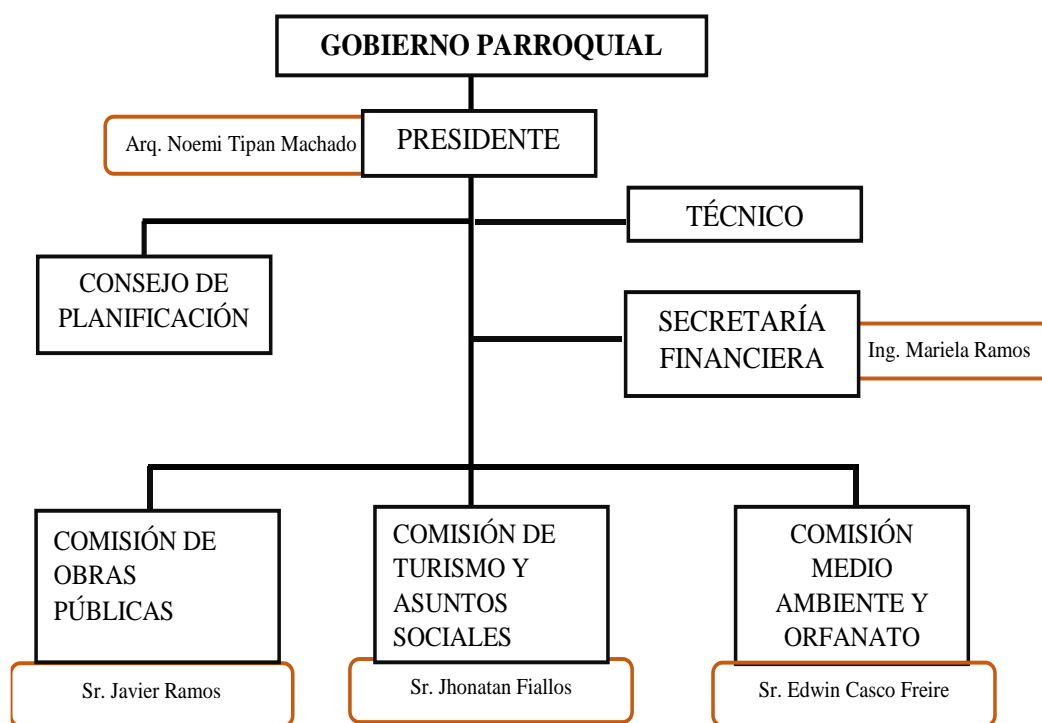 GOBIERNO PARROQUIAL
Arq. Noemi Tipan Machado
PRESIDENTE
TÉCNICO
CONSEJO DE
PLANIFICACIÓN
SECRETARÍA
FINANCIERA
Ing. Mariela Ramos
COMISIÓN DE
OBRAS
PÚBLICAS
Sr. Javier Ramos
COMISIÓN DE
TURISMO Y
ASUNTOS
SOCIALES
Sr. Jhonatan Fiallos
COMISIÓN
MEDIO
AMBIENTE Y
ORFANATO
Sr. Edwin Casco Freire